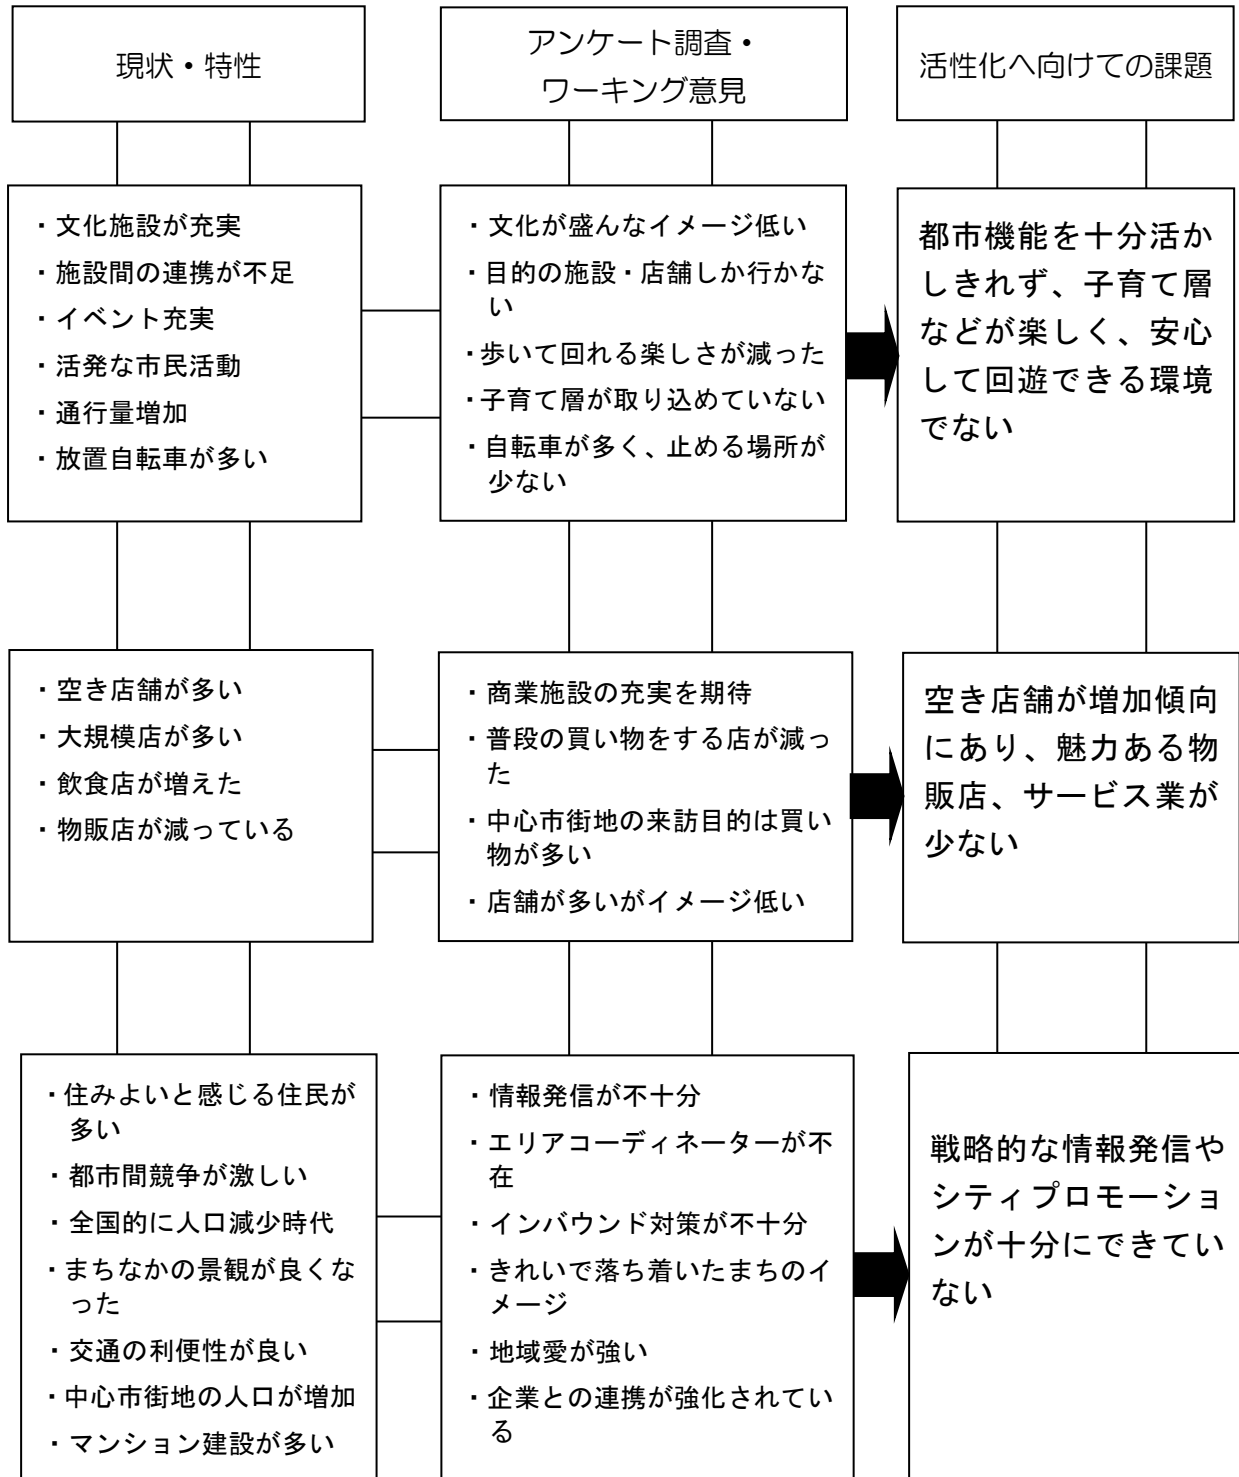 現状・特性
アンケート調査・
ワーキング意見
活性化へ向けての課題
・文化施設が充実
・施設間の連携が不足
・イベント充実
・活発な市民活動
・通行量増加
・放置自転車が多い
・文化が盛んなイメージ低い
・目的の施設・店舗しか行かな
い
・歩いて回れる楽しさが減った
・子育て層が取り込めていない
・自転車が多く、止める場所が
少ない
都市機能を十分活か
しきれず、子育て層
などが楽しく、安心
して回遊できる環境
でない
・空き店舗が多い
・大規模店が多い
・飲食店が増えた
・物販店が減っている
・商業施設の充実を期待
・普段の買い物をする店が減っ
た
・中心市街地の来訪目的は買い
物が多い
・店舗が多いがイメージ低い
空き店舗が増加傾向
にあり、魅力ある物
販店、サービス業が
少ない
・住みよいと感じる住民が
多い
・都市間競争が激しい
・全国的に人口減少時代
・まちなかの景観が良くな
った
・交通の利便性が良い
・中心市街地の人口が増加
・マンション建設が多い
・情報発信が不十分
・エリアコーディネーターが不
在
・インバウンド対策が不十分
・きれいで落ち着いたまちのイ
メージ
・地域愛が強い
・企業との連携が強化されてい
る
戦略的な情報発信や
シティプロモーショ
ンが十分にできてい
ない